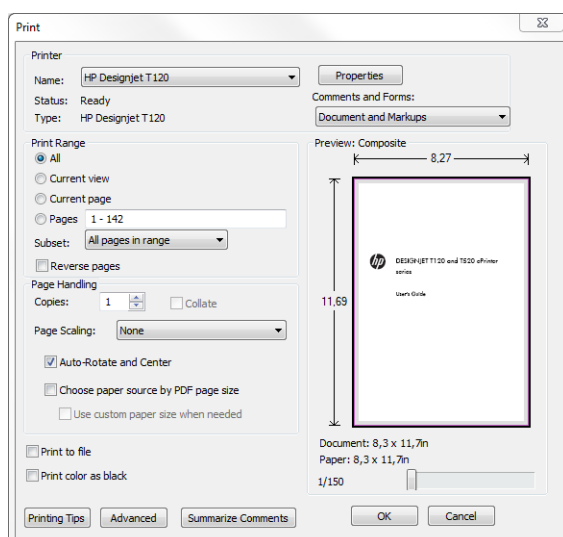 Print
Printer
Name: HP Designjet T120 Properties
Status: Ready Comments and Forms:
Type: HP Designjet T120 Document and Markups
Print Range Preview: Composite
All 8,27
Current view
Current page
Pages 1 - 142
Subset: All pages in range
Reverse pages
hp DESIGNJET T120 and T520 ePrinter
series
User's Guide
Page Handling
Copies: 1 Collate
11,69
Page Scaling: None
Auto-Rotate and Center
Choose paper source by PDF page size
Use custom paper size when needed
Document: 8,3 x 11,7in
Print to file
Paper: 8,3 x 11,7in
Print color as black 1/150
Printing Tips Advanced Summarize Comments OK Cancel